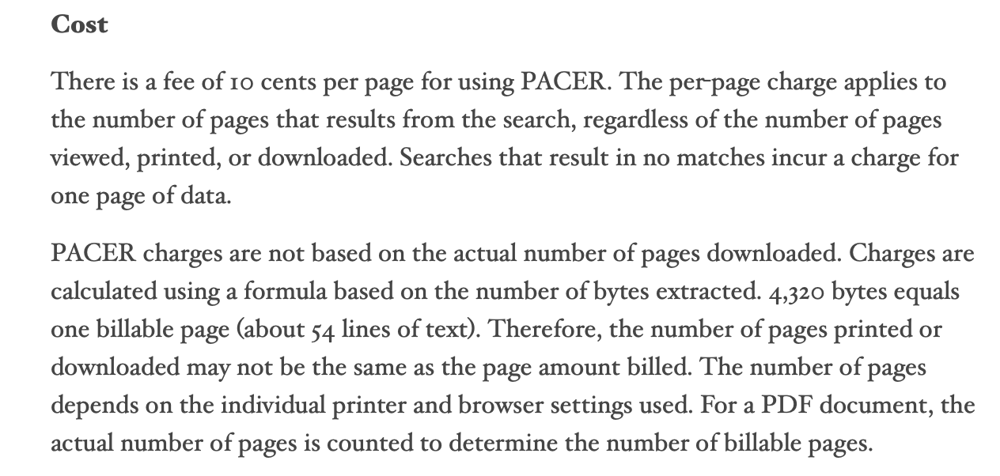 Cost
There is a fee of 10 cents per page for using PACER. The per-page charge applies to
the number of pages that results from the search, regardless of the number of pages
viewed, printed, or downloaded. Searches that result in no matches incur a charge for
one page of data.
PACER charges are not based on the actual number of pages downloaded. Charges are
calculated using a formula based on the number of bytes extracted. 4,320 bytes equals
one billable page (about 54 lines of text). Therefore, the number of pages printed or
downloaded may not be the same as the page amount billed. The number of pages
depends on the individual printer and browser settings used. For a PDF document, the
actual number of pages is counted to determine the number of billable pages.